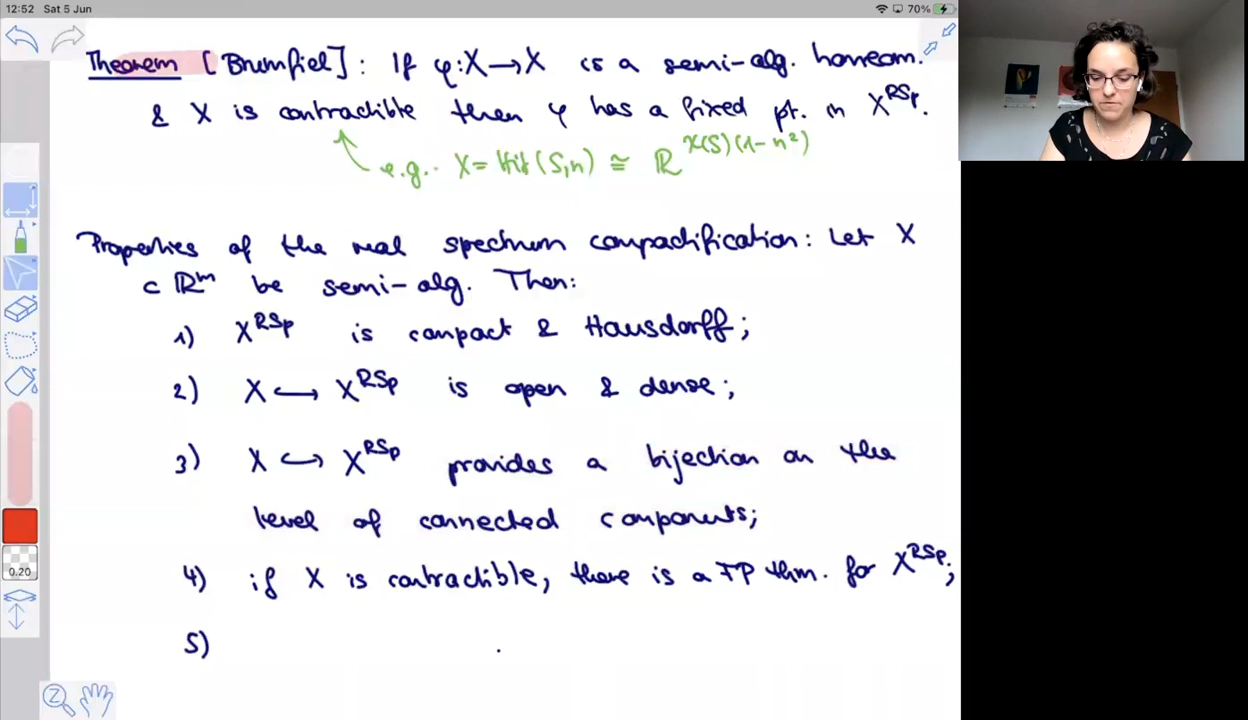 12:52 Sat 5 Jun
70%
Theorem [Brumfiel]: If φ: X → X is a semi-alg. homeom.
& X is contractible then φ has a fixed pt. in X^RSp.
e.g. X = Hit(S,n) ≅ ℝ^χ(S)(1-n²)
Properties of the real spectrum compactification: Let X
⊂ ℝ^m be semi-alg. Then:
1) X^RSp is compact & Hausdorff;
2) X ↪ X^RSp is open & dense;
3) X ↪ X^RSp provides a bijection on the
level of connected components;
4) if X is contractible, there is a FP thm. for X^RSp;
5)
0.20
Z